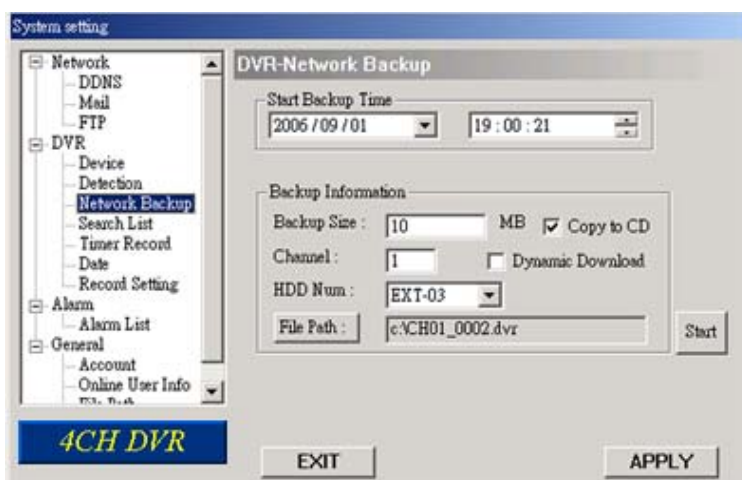 System setting
Network
DDNS
Mail
FTP
DVR
Device
Detection
Network Backup
Search List
Timer Record
Date
Record Setting
Alarm
Alarm List
General
Account
Online User Info
File Path
4CH DVR
DVR-Network Backup
Start Backup Time
2006 / 09 / 01
19 : 00 : 21
Backup Information
Backup Size : 10 MB Copy to CD
Channel : 1 Dynamic Download
HDD Num : EXT-03
File Path : c:\CH01_0002.dvr
Start
EXIT APPLY